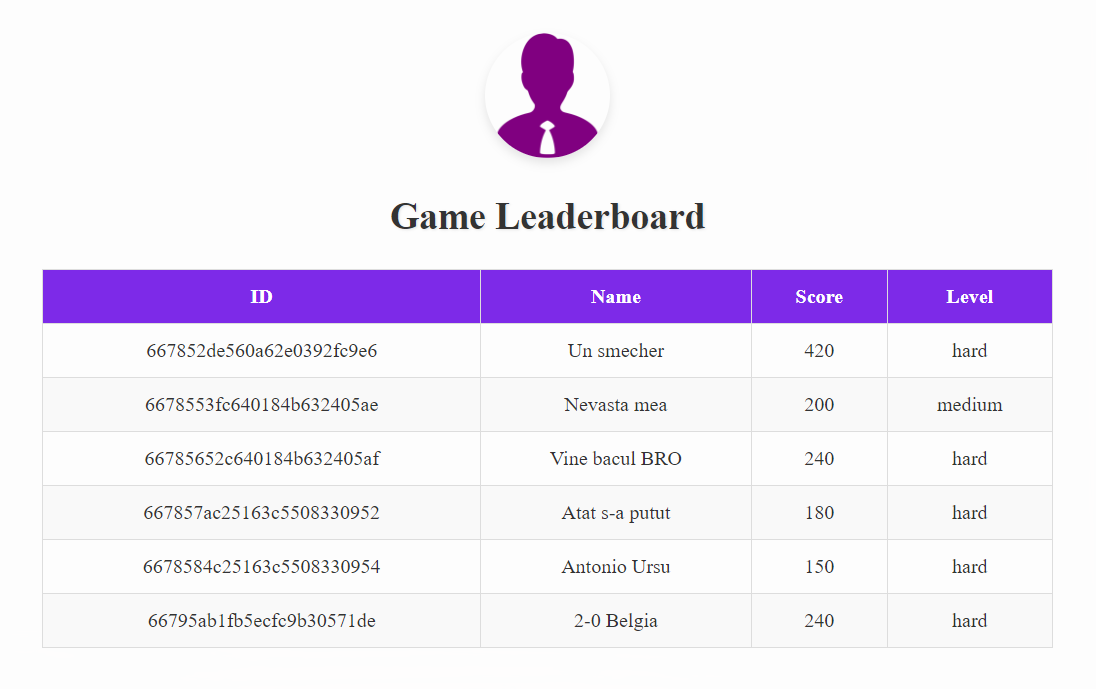 Game Leaderboard
ID Name Score Level
667852de560a62e0392fc9e6 Un smecher 420 hard
6678553fc640184b632405ae Nevasta mea 200 medium
66785652c640184b632405af Vine bacul BRO 240 hard
667857ac25163c5508330952 Atat s-a putut 180 hard
6678584c25163c5508330954 Antonio Ursu 150 hard
66795ab1fb5ecfc9b30571de 2-0 Belgia 240 hard